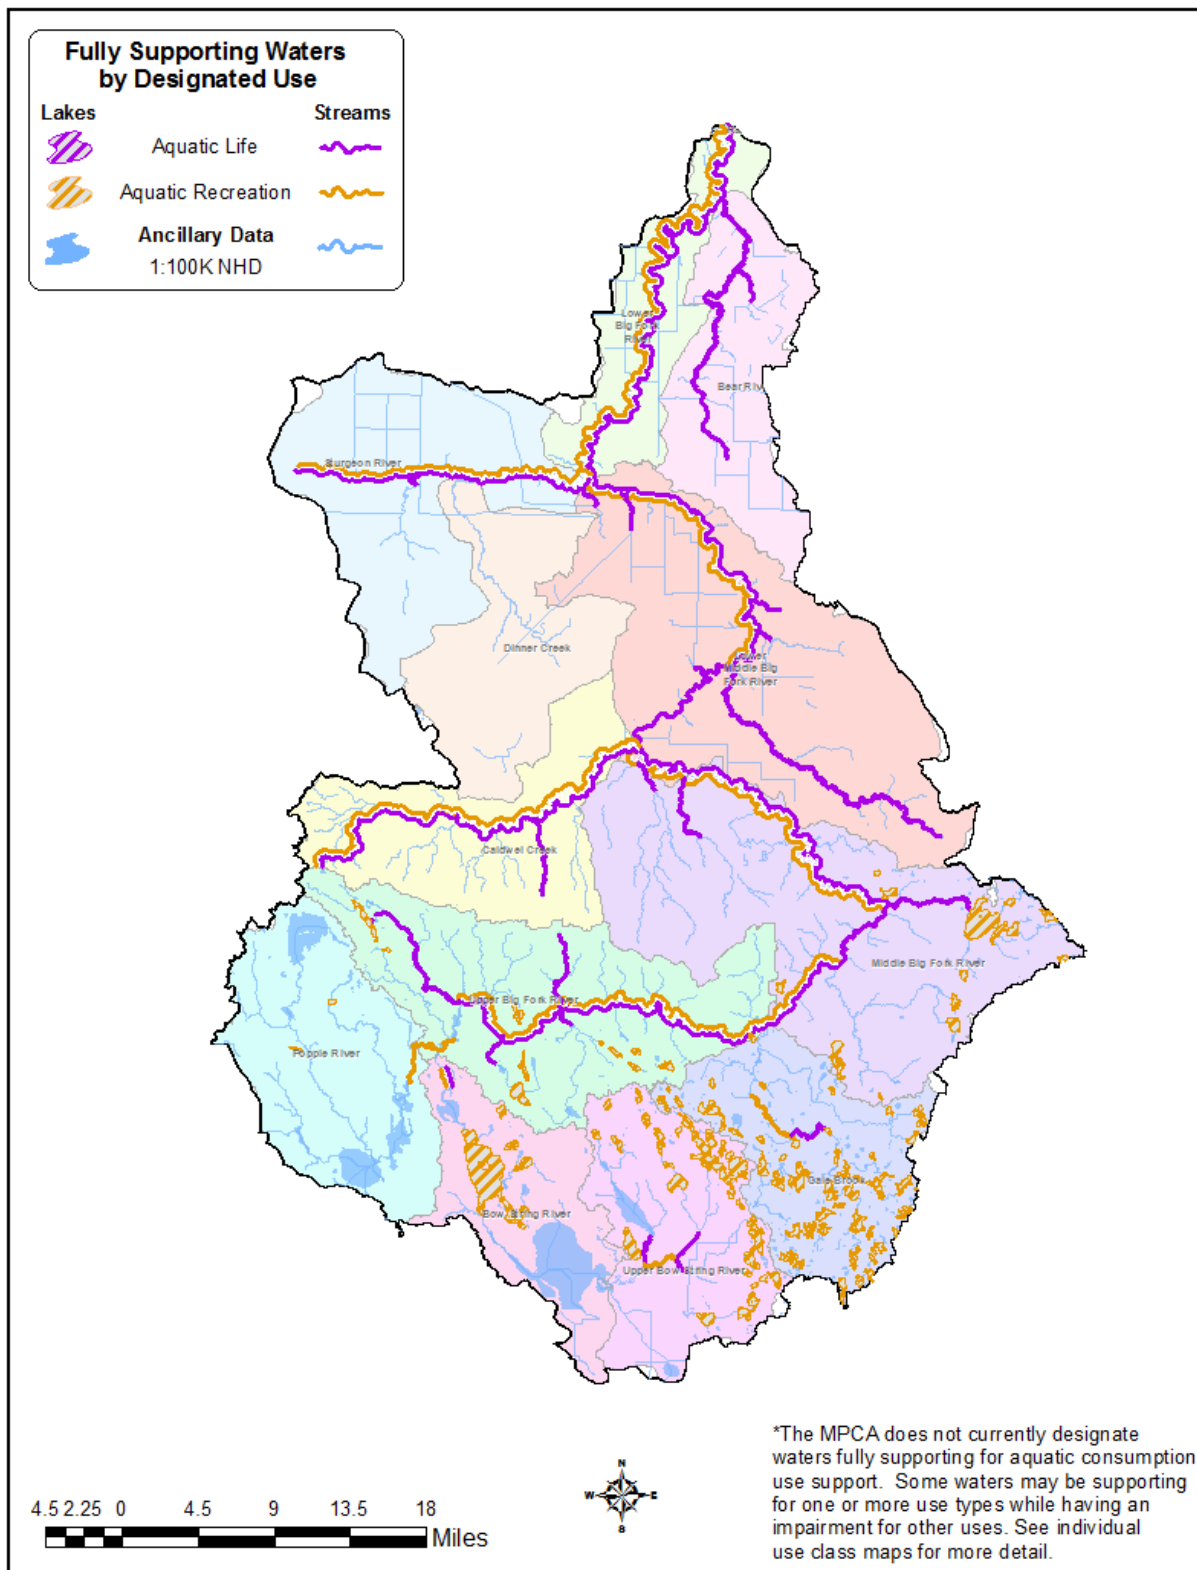 Fully Supporting Waters
by Designated Use
Lakes
Streams
Aquatic Life
Aquatic Recreation
Ancillary Data
1:100K NHD
Lower
Big Fork
River
Bear Riv
Sturgeon River
Dinner Creek
Lower
Middle Big
Fork River
Caldwel Creek
Middle Big Fork River
Upper Big Fork River
Popple River
Gale Brook
Bow String River
Upper Bow String River
N
W
E
S
4.5 2.25 0 4.5 9 13.5 18
Miles
*The MPCA does not currently designate
waters fully supporting for aquatic consumption
use support. Some waters may be supporting
for one or more use types while having an
impairment for other uses. See individual
use class maps for more detail.